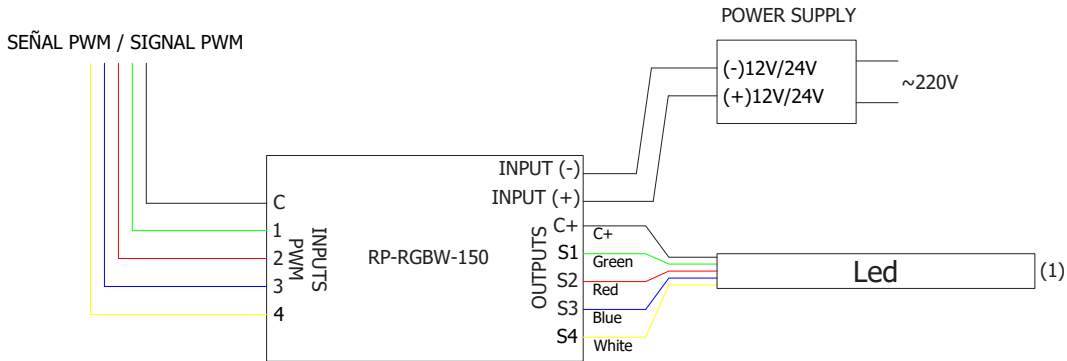 POWER SUPPLY
SEÑAL PWM / SIGNAL PWM
(-)12V/24V
(+)12V/24V
~220V
INPUT (-)
INPUT (+)
C
1
2
3
4
INPUTS
PWM
RP-RGBW-150
OUTPUTS
C+
S1
S2
S3
S4
C+
Green
Red
Blue
White
Led
(1)